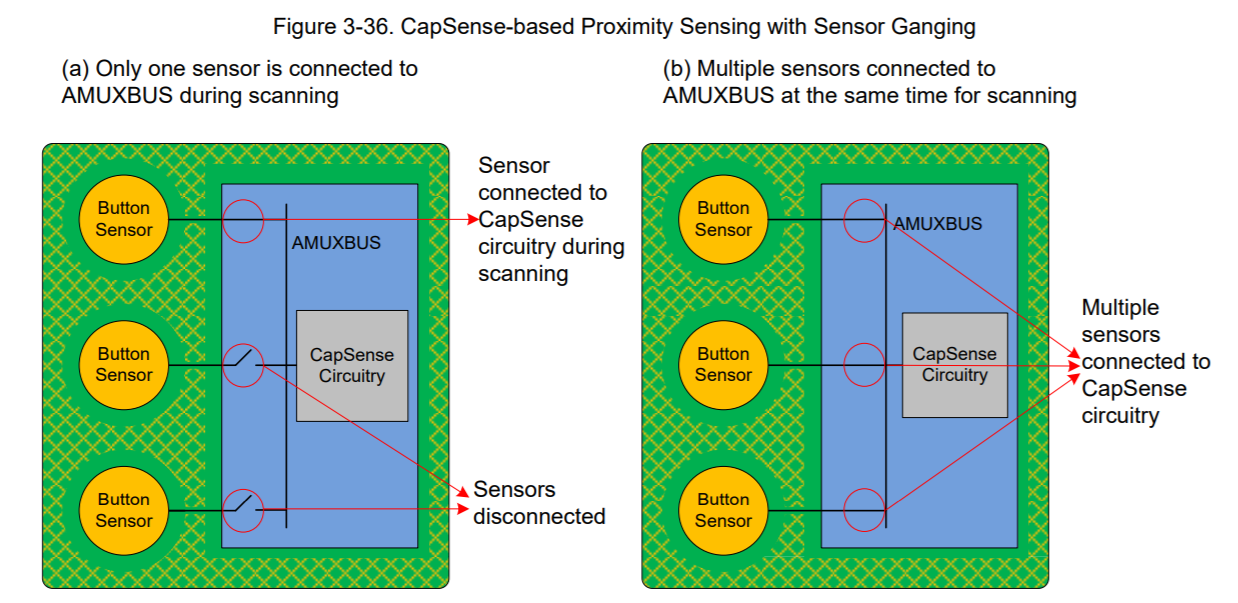 Figure 3-36. CapSense-based Proximity Sensing with Sensor Ganging
(a) Only one sensor is connected to
AMUXBUS during scanning
Button
Sensor
AMUXBUS
Button
Sensor
CapSense
Circuitry
Button
Sensor
Sensor
connected to
CapSense
circuitry during
scanning
Sensors
disconnected
(b) Multiple sensors connected to
AMUXBUS at the same time for scanning
Button
Sensor
AMUXBUS
Button
Sensor
CapSense
Circuitry
Button
Sensor
Multiple
sensors
connected to
CapSense
circuitry